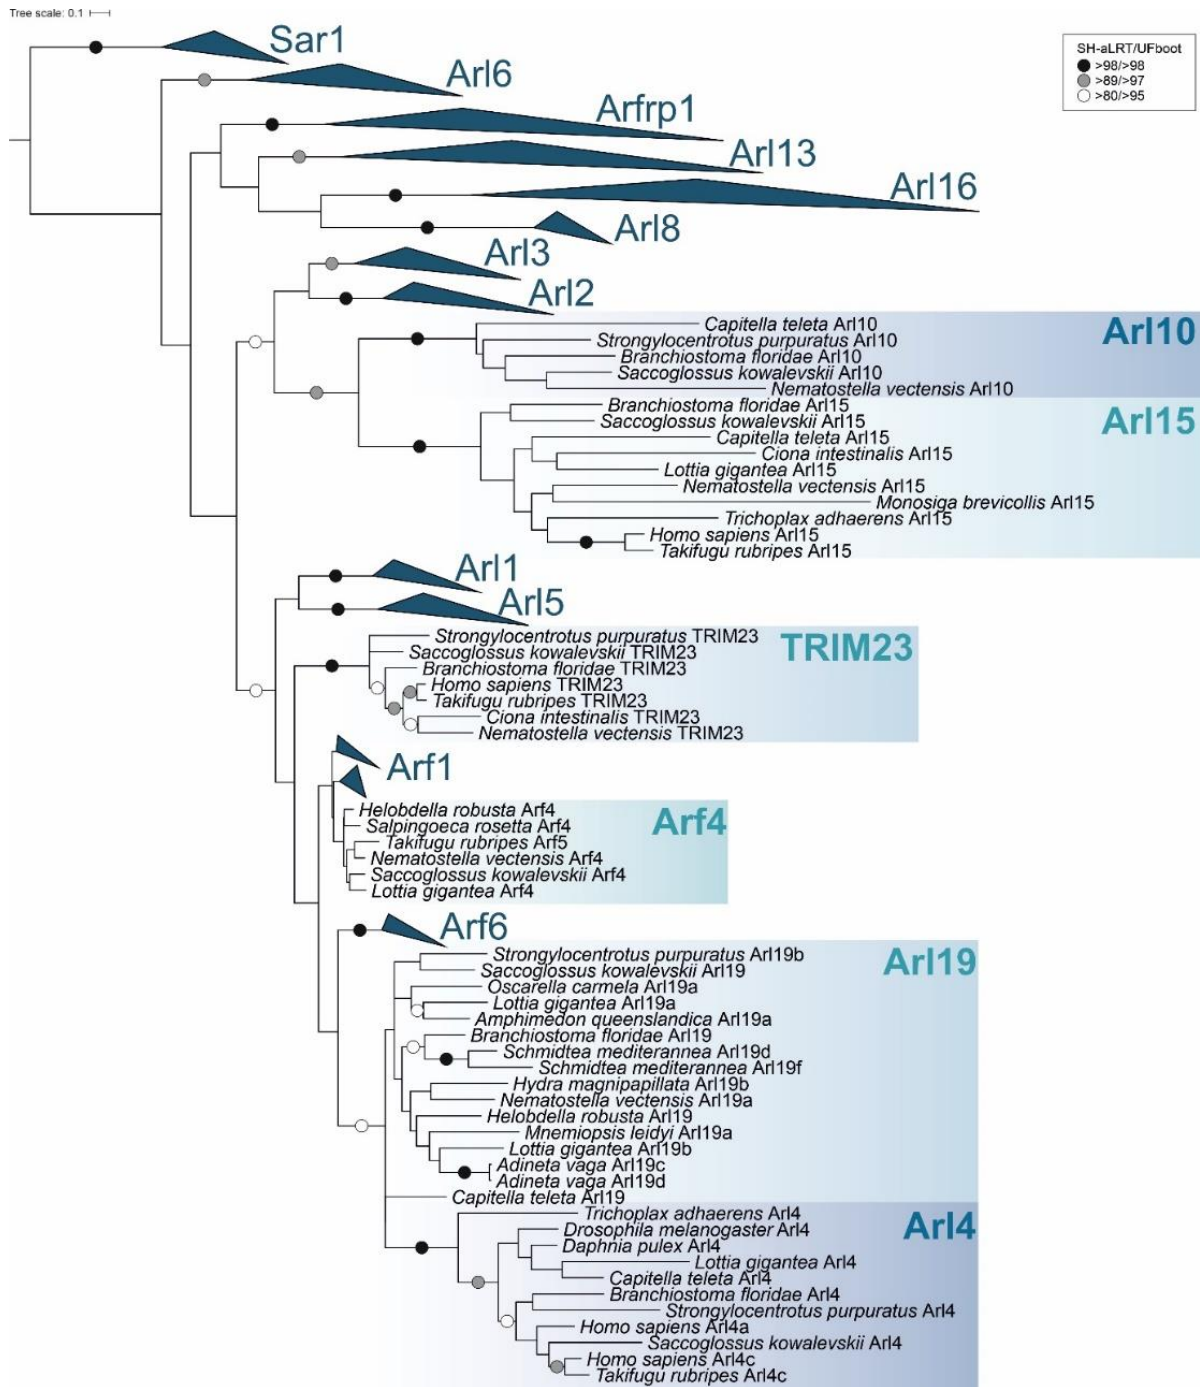 Tree scale: 0.1
SH-aLRT/UFboot
>98/>98
>89/>97
>80/>95
Sar1
Arl6
Arfrp1
Arl13
Arl16
Arl8
Arl3
Arl2
Arl10
Capitella teleta Arl10
Strongylocentrotus purpuratus Arl10
Branchiostoma floridae Arl10
Saccoglossus kowalevskii Arl10
Nematostella vectensis Arl10
Arl15
Branchiostoma floridae Arl15
Saccoglossus kowalevskii Arl15
Capitella teleta Arl15
Ciona intestinalis Arl15
Lottia gigantea Arl15
Nematostella vectensis Arl15
Monosiga brevicollis Arl15
Trichoplax adhaerens Arl15
Homo sapiens Arl15
Takifugu rubripes Arl15
Arl1
Arl5
TRIM23
Strongylocentrotus purpuratus TRIM23
Saccoglossus kowalevskii TRIM23
Branchiostoma floridae TRIM23
Homo sapiens TRIM23
Takifugu rubripes TRIM23
Ciona intestinalis TRIM23
Nematostella vectensis TRIM23
Arf1
Arf4
Helobdella robusta Arf4
Salpingoeca rosetta Arf4
Takifugu rubripes Arf5
Nematostella vectensis Arf4
Saccoglossus kowalevskii Arf4
Lottia gigantea Arf4
Arf6
Arl19
Strongylocentrotus purpuratus Arl19b
Saccoglossus kowalevskii Arl19
Oscarella carmela Arl19a
Lottia gigantea Arl19a
Amphimedon queenslandica Arl19a
Branchiostoma floridae Arl19
Schmidtea mediterannea Arl19d
Schmidtea mediterannea Arl19f
Hydra magnipapillata Arl19b
Nematostella vectensis Arl19a
Helobdella robusta Arl19
Mnemiopsis leidyi Arl19a
Lottia gigantea Arl19b
Adineta vaga Arl19c
Adineta vaga Arl19d
Capitella teleta Arl19
Arl4
Trichoplax adhaerens Arl4
Drosophila melanogaster Arl4
Daphnia pulex Arl4
Lottia gigantea Arl4
Capitella teleta Arl4
Branchiostoma floridae Arl4
Strongylocentrotus purpuratus Arl4
Homo sapiens Arl4a
Saccoglossus kowalevskii Arl4
Homo sapiens Arl4c
Takifugu rubripes Arl4c